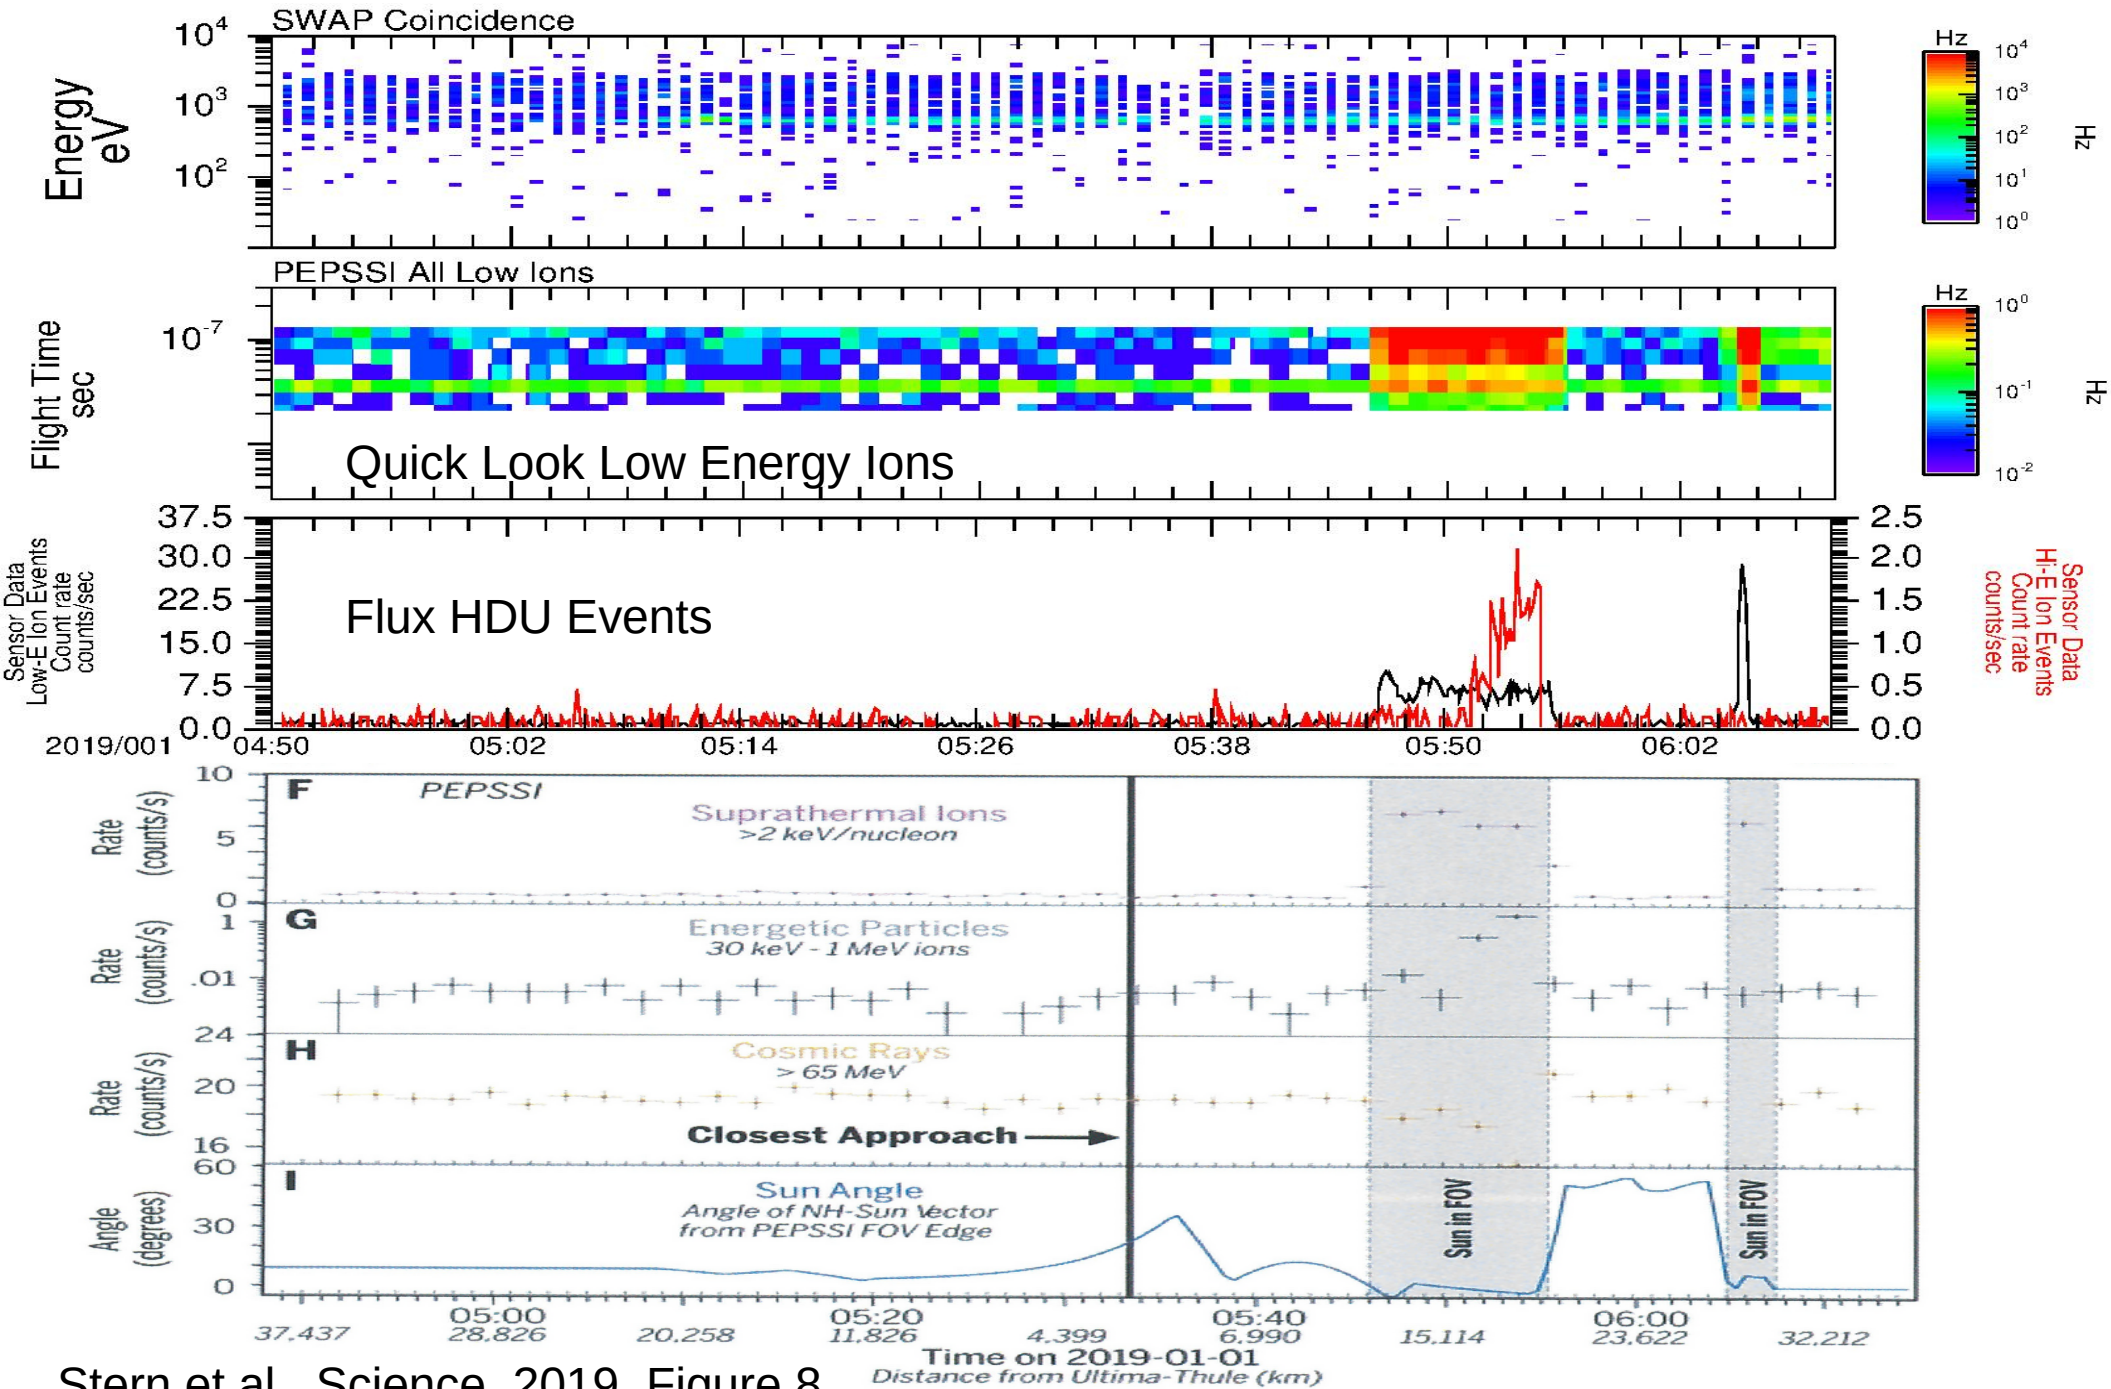 SWAP Coincidence
Energy
eV
10⁴
10³
10²
Hz
10⁴
10³
10²
10¹
10⁰
Hz
PEPSSI All Low Ions
Flight Time
sec
10⁻⁷
Quick Look Low Energy Ions
Hz
10⁰
10⁻¹
10⁻²
Hz
Sensor Data
Low-E Ion Events
Count rate
counts/sec
37.5
30.0
22.5
15.0
7.5
0.0
Flux HDU Events
2.5
2.0
1.5
1.0
0.5
0.0
Sensor Data
Hi-E Ion Events
Count rate
counts/sec
2019/001 04:50 05:02 05:14 05:26 05:38 05:50 06:02
Rate
(counts/s)
10
5
0
F PEPSSI
Suprathermal Ions
>2 keV/nucleon
Rate
(counts/s)
1
.01
G
Energetic Particles
30 keV - 1 MeV ions
Rate
(counts/s)
24
20
16
H
Cosmic Rays
> 65 MeV
Closest Approach
Angle
(degrees)
60
30
0
I
Sun Angle
Angle of NH-Sun Vector
from PEPSSI FOV Edge
Sun in FOV
Sun in FOV
05:00 05:20 05:40 06:00
37,437 28,826 20,258 11,826 4,399 6,990 15,114 23,622 32,212
Time on 2019-01-01
Distance from Ultima-Thule (km)
Stern et al., Science, 2019, Figure 8